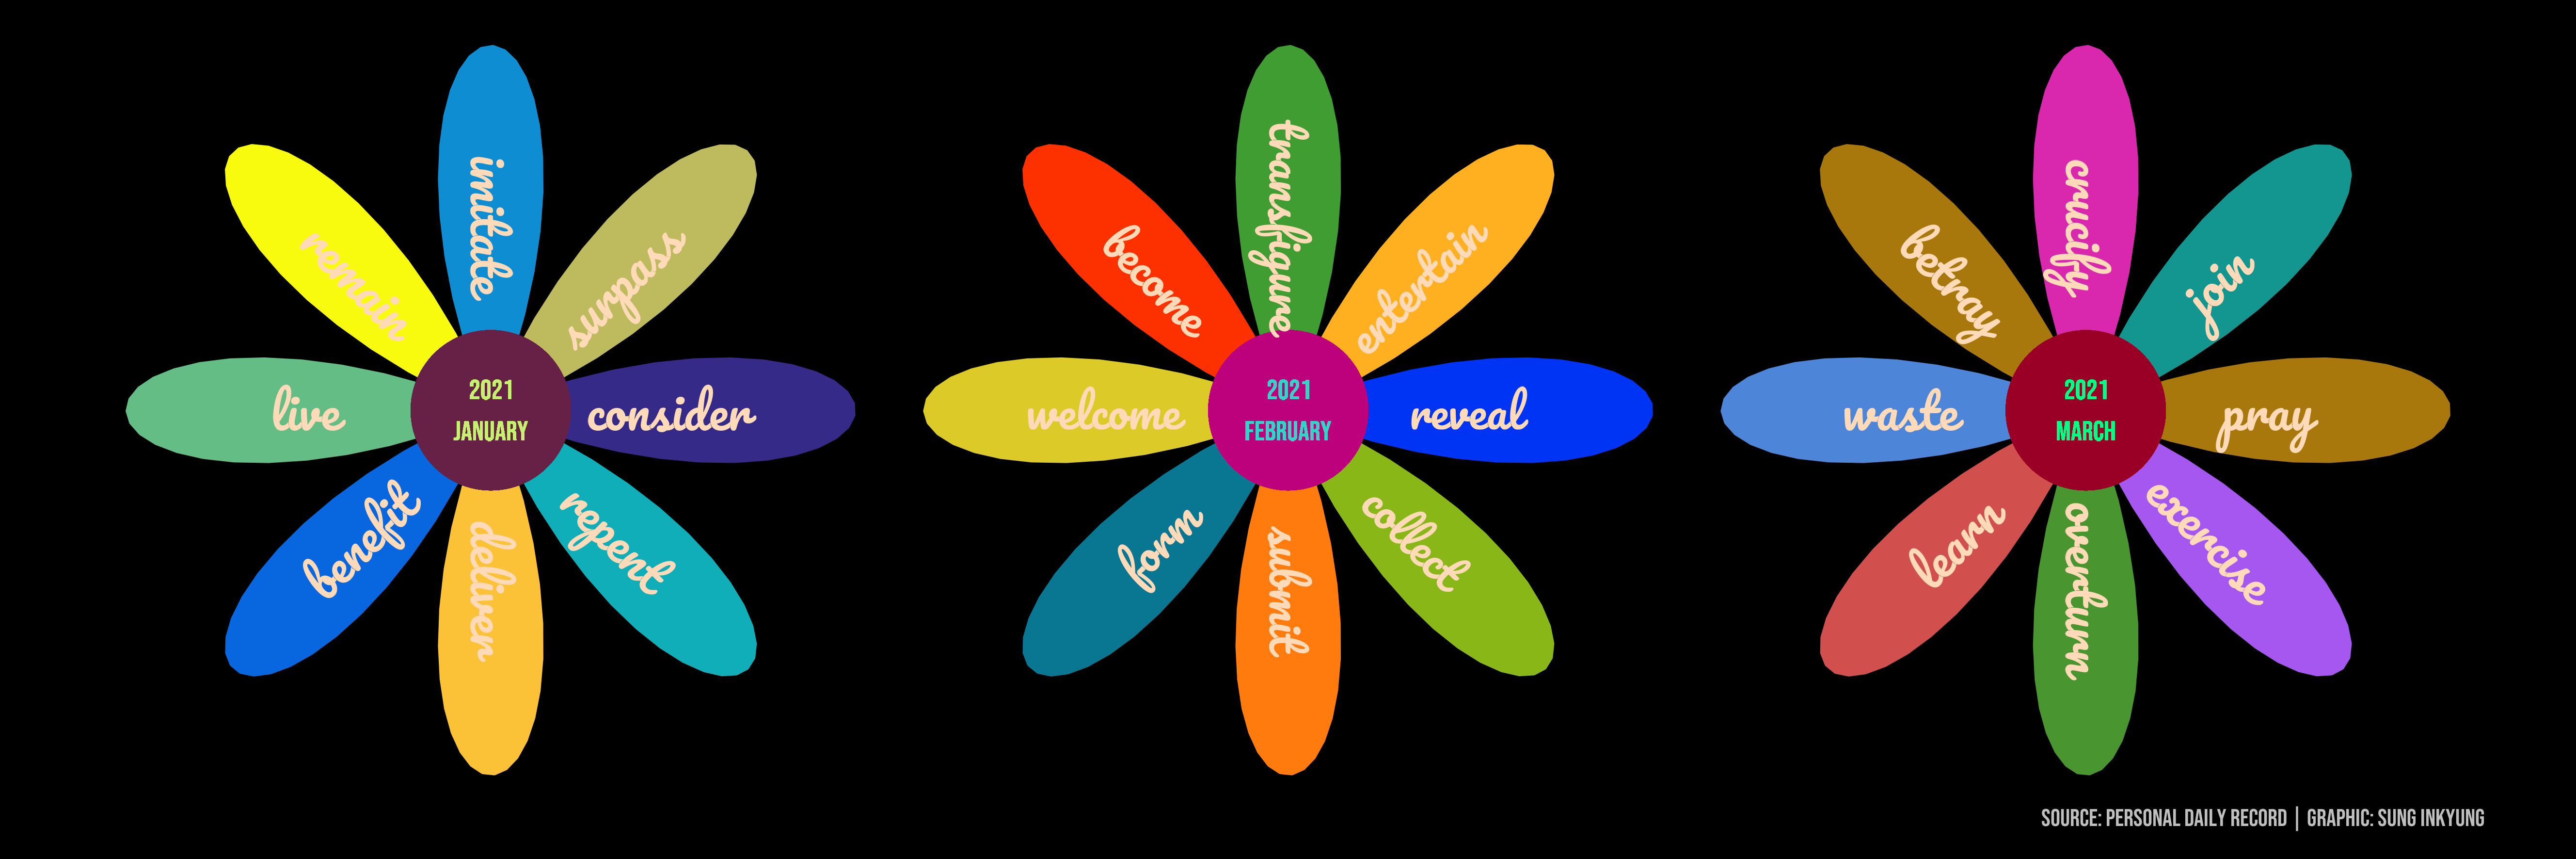 imitate
surpass
consider
repent
deliver
benefit
live
remain
2021
JANUARY
transfigure
entertain
reveal
collect
submit
form
welcome
become
2021
FEBRUARY
crucify
join
pray
exercise
overturn
learn
waste
betray
2021
MARCH
SOURCE: PERSONAL DAILY RECORD | GRAPHIC: SUNG INKYUNG